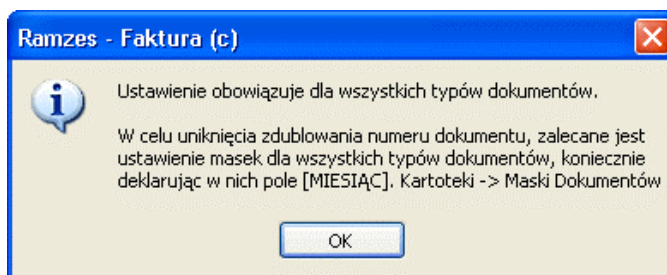 Ramzes - Faktura (c)
Ustawienie obowiązuje dla wszystkich typów dokumentów.
W celu uniknięcia zdublowania numeru dokumentu, zalecane jest
ustawienie masek dla wszystkich typów dokumentów, koniecznie
deklarując w nich pole [MIESIĄC]. Kartoteki -> Maski Dokumentów
OK